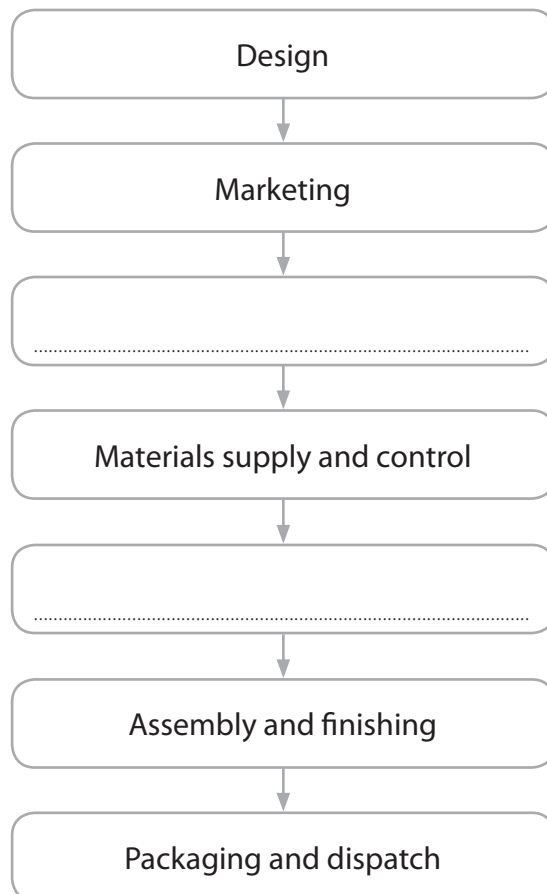 Design
Marketing
Materials supply and control
Assembly and finishing
Packaging and dispatch